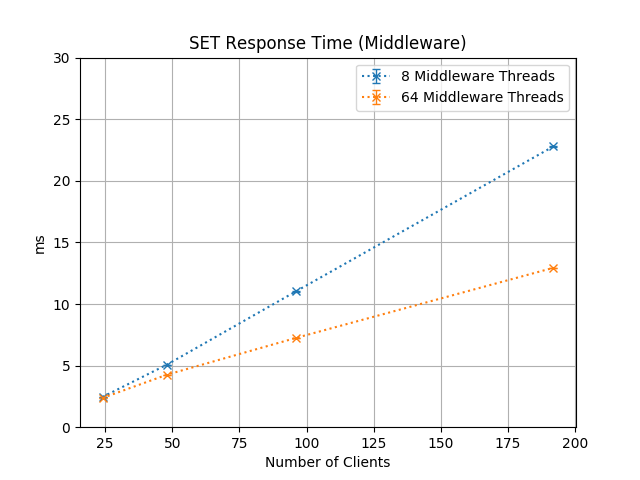 SET Response Time (Middleware)
8 Middleware Threads
64 Middleware Threads
30
25
20
15
10
5
0
ms
25 50 75 100 125 150 175 200
Number of Clients